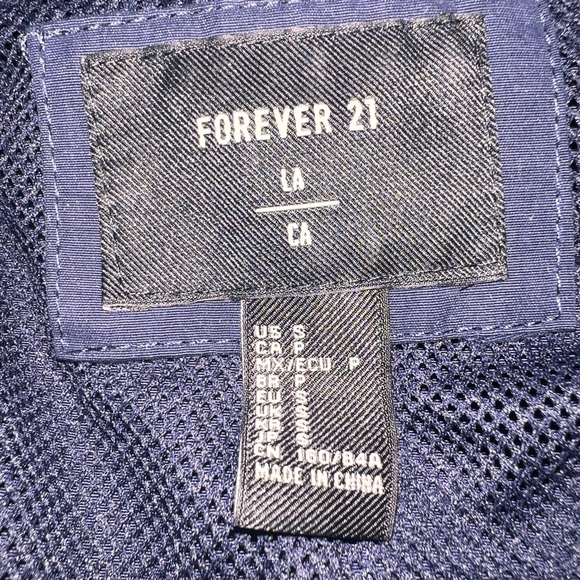 FOREVER 21
LA
CA
US S
CA P
MX/ECU P
BR P
EU S
UK S
KR S
JP S
CN 160/84A
MADE IN CHINA